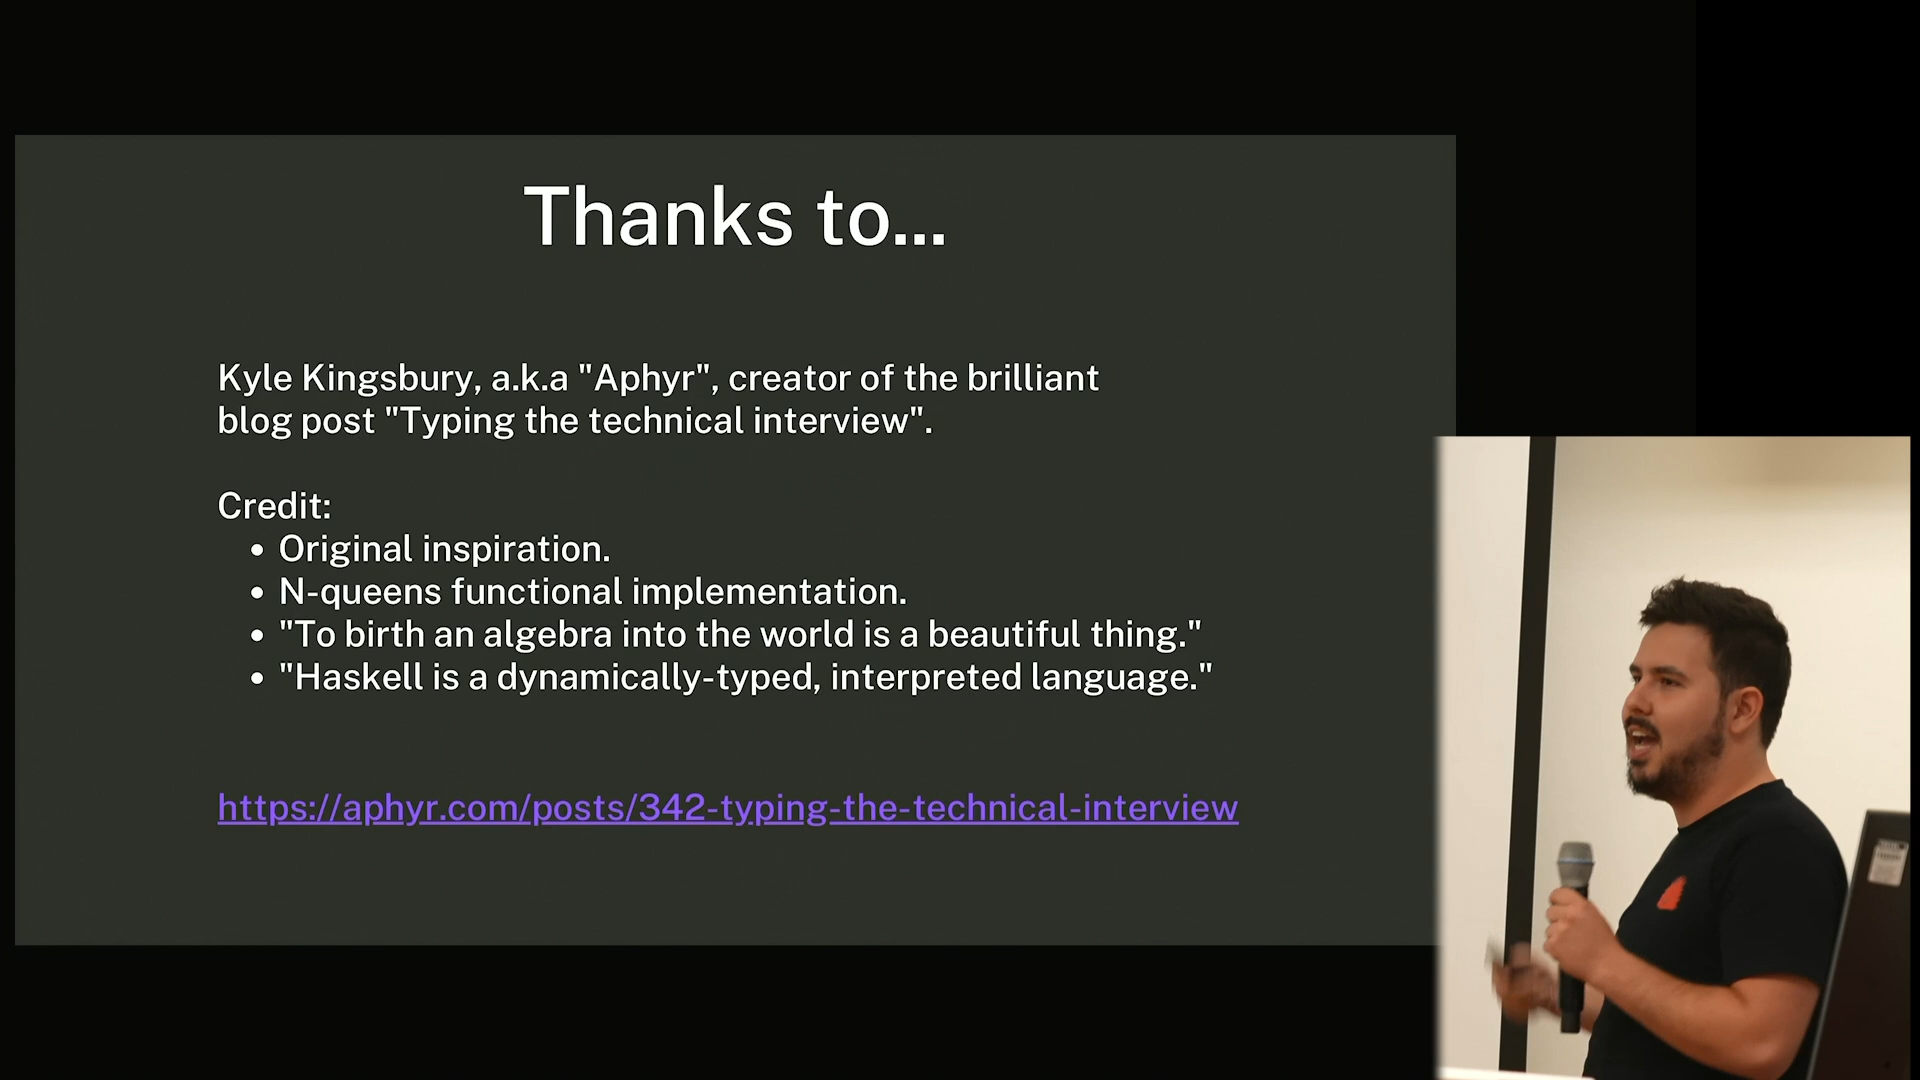 Thanks to...
Kyle Kingsbury, a.k.a "Aphyr", creator of the brilliant
blog post "Typing the technical interview".
Credit:
• Original inspiration.
• N-queens functional implementation.
• "To birth an algebra into the world is a beautiful thing."
• "Haskell is a dynamically-typed, interpreted language."
https://aphyr.com/posts/342-typing-the-technical-interview